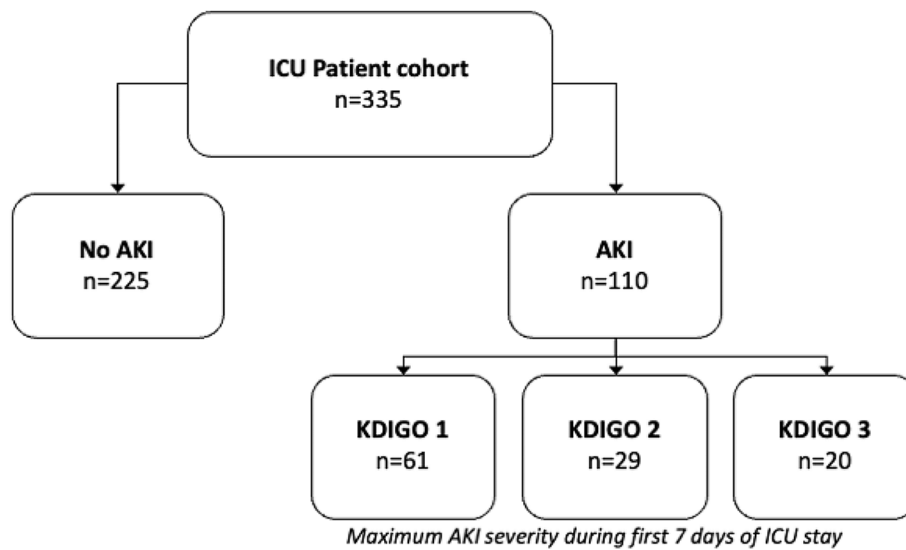 ICU Patient cohort
n=335
No AKI
n=225
AKI
n=110
KDIGO 1
n=61
KDIGO 2
n=29
KDIGO 3
n=20
Maximum AKI severity during first 7 days of ICU stay